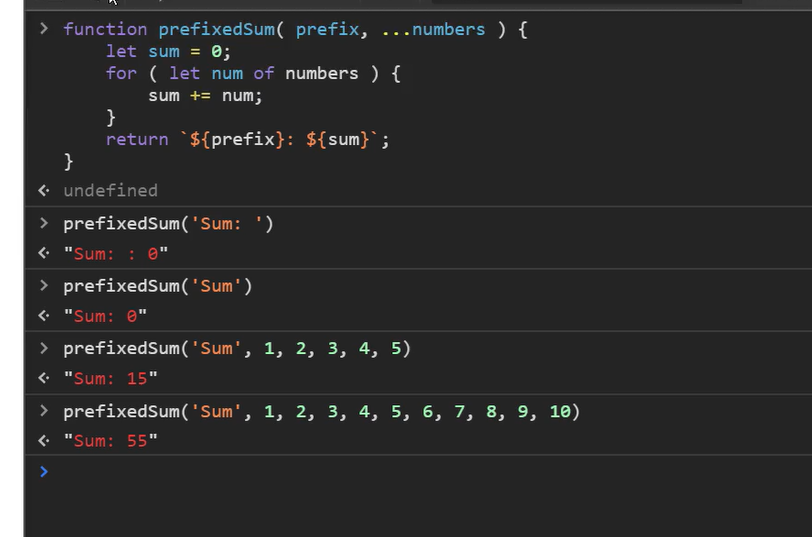 > function prefixedSum( prefix, ...numbers ) {
    let sum = 0;
    for ( let num of numbers ) {
        sum += num;
    }
    return `${prefix}: ${sum}`;
}
undefined
> prefixedSum('Sum: ')
"Sum: : 0"
> prefixedSum('Sum')
"Sum: 0"
> prefixedSum('Sum', 1, 2, 3, 4, 5)
"Sum: 15"
> prefixedSum('Sum', 1, 2, 3, 4, 5, 6, 7, 8, 9, 10)
"Sum: 55"
>